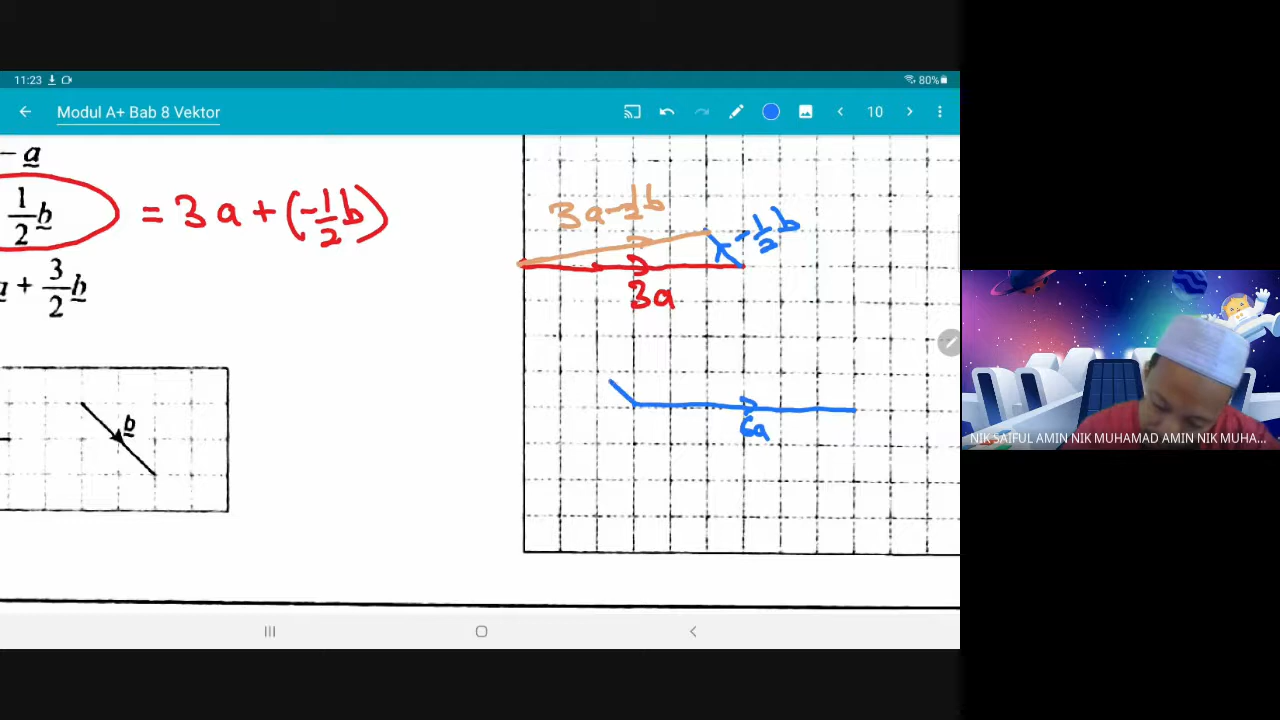 11:23 80%
Modul A+ Bab 8 Vektor 10
– a
1/2 b = 3a + (-1/2 b)
a + 3/2 b
3a - 1/2 b
- 1/2 b
3a
b
6a
NIK SAIFUL AMIN NIK MUHAMAD AMIN NIK MUHA...